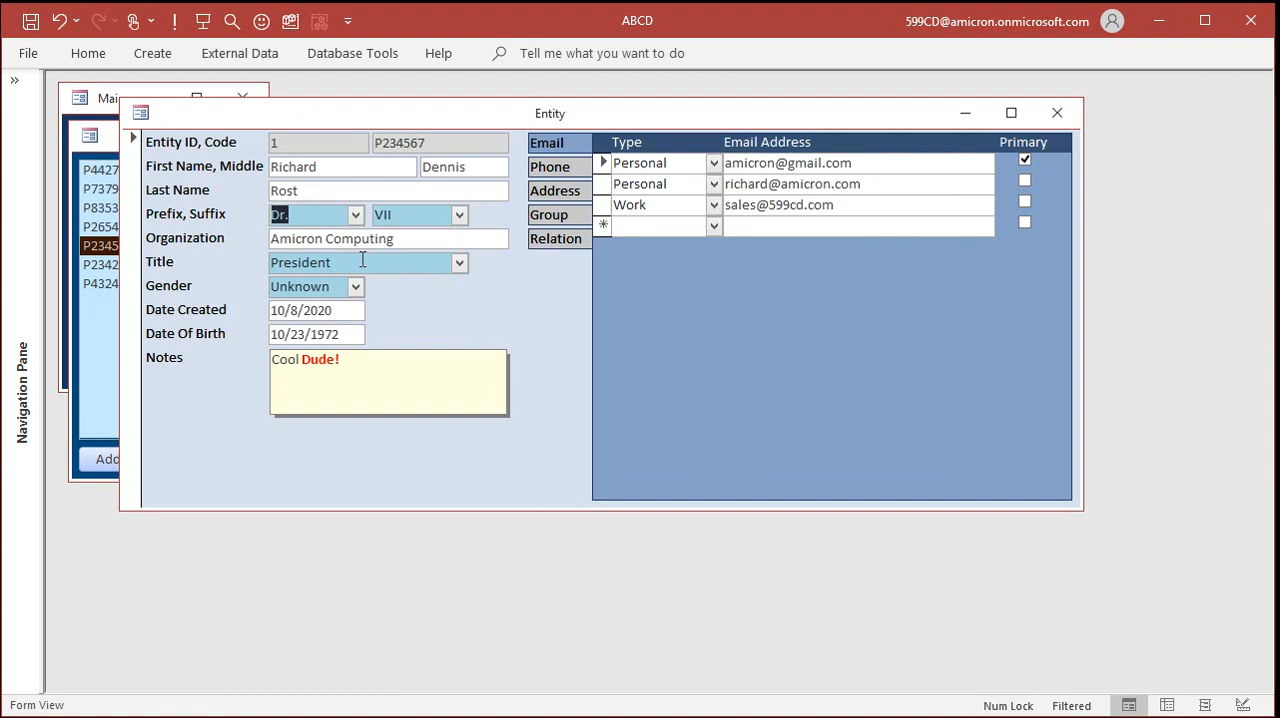 ABCD
599CD@amicron.onmicrosoft.com
File Home Create External Data Database Tools Help Tell me what you want to do
Navigation Pane
Mai
P4427
P7379
P8353
P2654
P2345
P2342
P4324
Add
Entity
Entity ID, Code 1 P234567
First Name, Middle Richard Dennis
Last Name Rost
Prefix, Suffix Dr. VII
Organization Amicron Computing
Title President
Gender Unknown
Date Created 10/8/2020
Date Of Birth 10/23/1972
Notes Cool Dude!
Email
Phone
Address
Group
Relation
Type Email Address Primary
Personal amicron@gmail.com
Personal richard@amicron.com
Work sales@599cd.com
Form View Num Lock Filtered